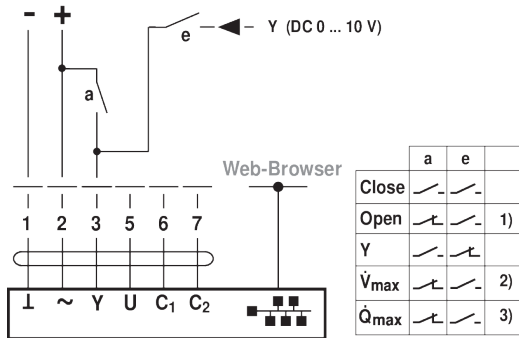 - +
e Y (DC 0 ... 10 V)
a
Web-Browser
1 2 3 5 6 7
⊥ ~ Y U C₁ C₂
a e
Close
Open 1)
Y
V̇max 2)
Q̇max 3)